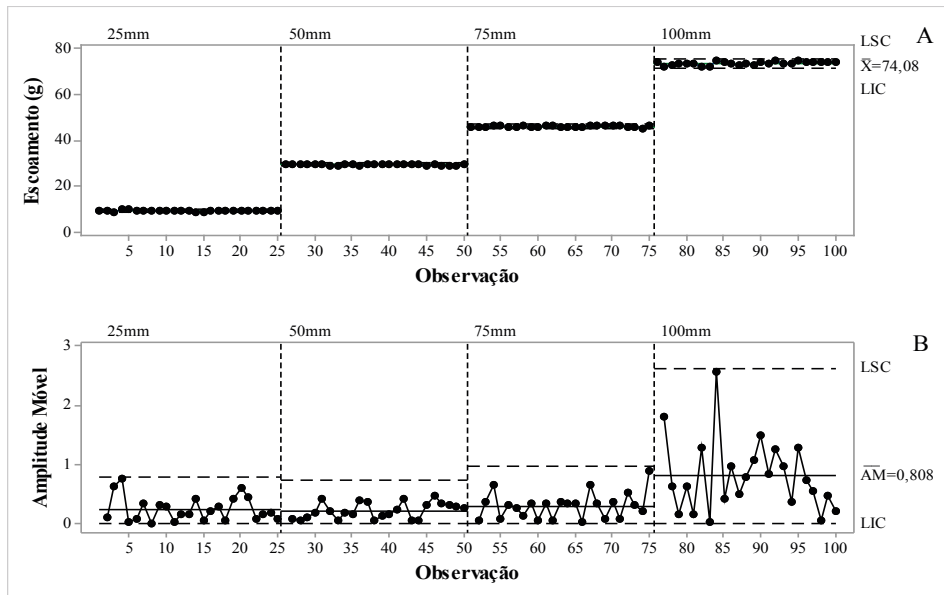 25mm 50mm 75mm 100mm
A
80
60
40
20
0
Escoamento (g)
LSC
X̅=74,08
LIC
5 10 15 20 25 30 35 40 45 50 55 60 65 70 75 80 85 90 95 100
Observação
25mm 50mm 75mm 100mm
B
3
2
1
0
Amplitude Móvel
LSC
A̅M̅=0,808
LIC
5 10 15 20 25 30 35 40 45 50 55 60 65 70 75 80 85 90 95 100
Observação